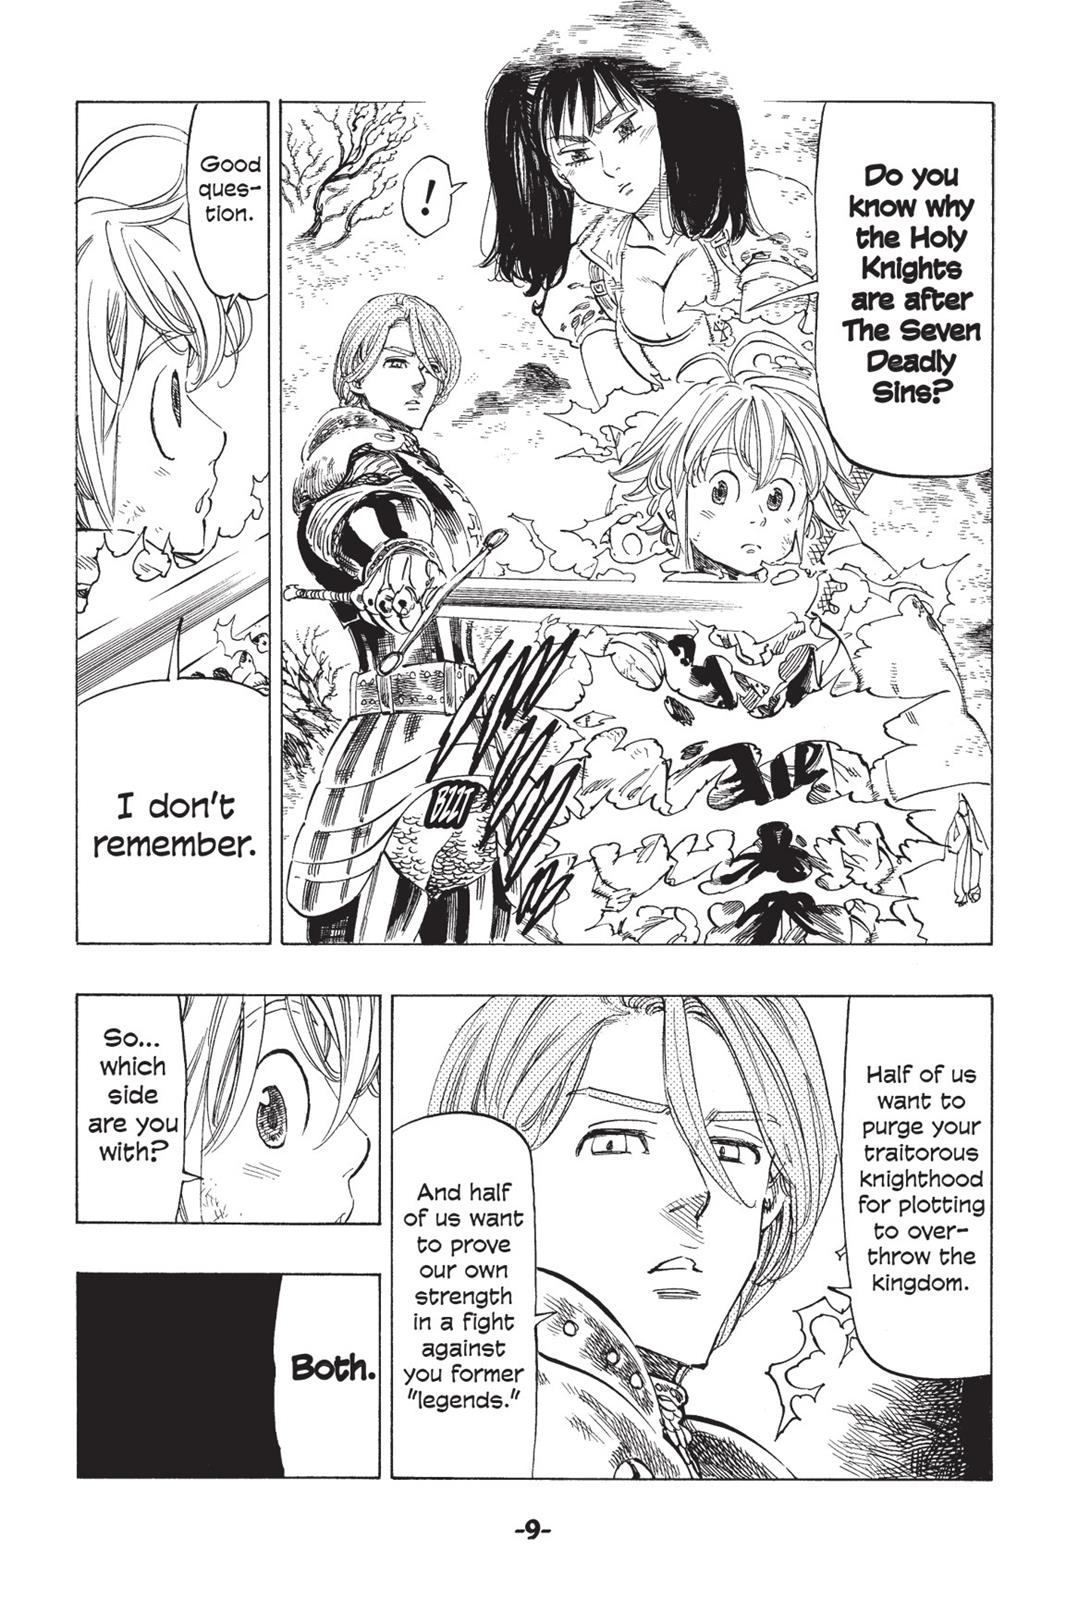 Do you
know why
the Holy
Knights
are after
The Seven
Deadly
Sins?
!
BZZT
Good
ques-
tion.
I don't
remember.
Half of us
want to
purge your
traitorous
knighthood
for plotting
to over-
throw the
kingdom.
And half
of us want
to prove
our own
strength
in a fight
against
you former
"legends."
So...
which
side
are you
with?
Both.
-9-